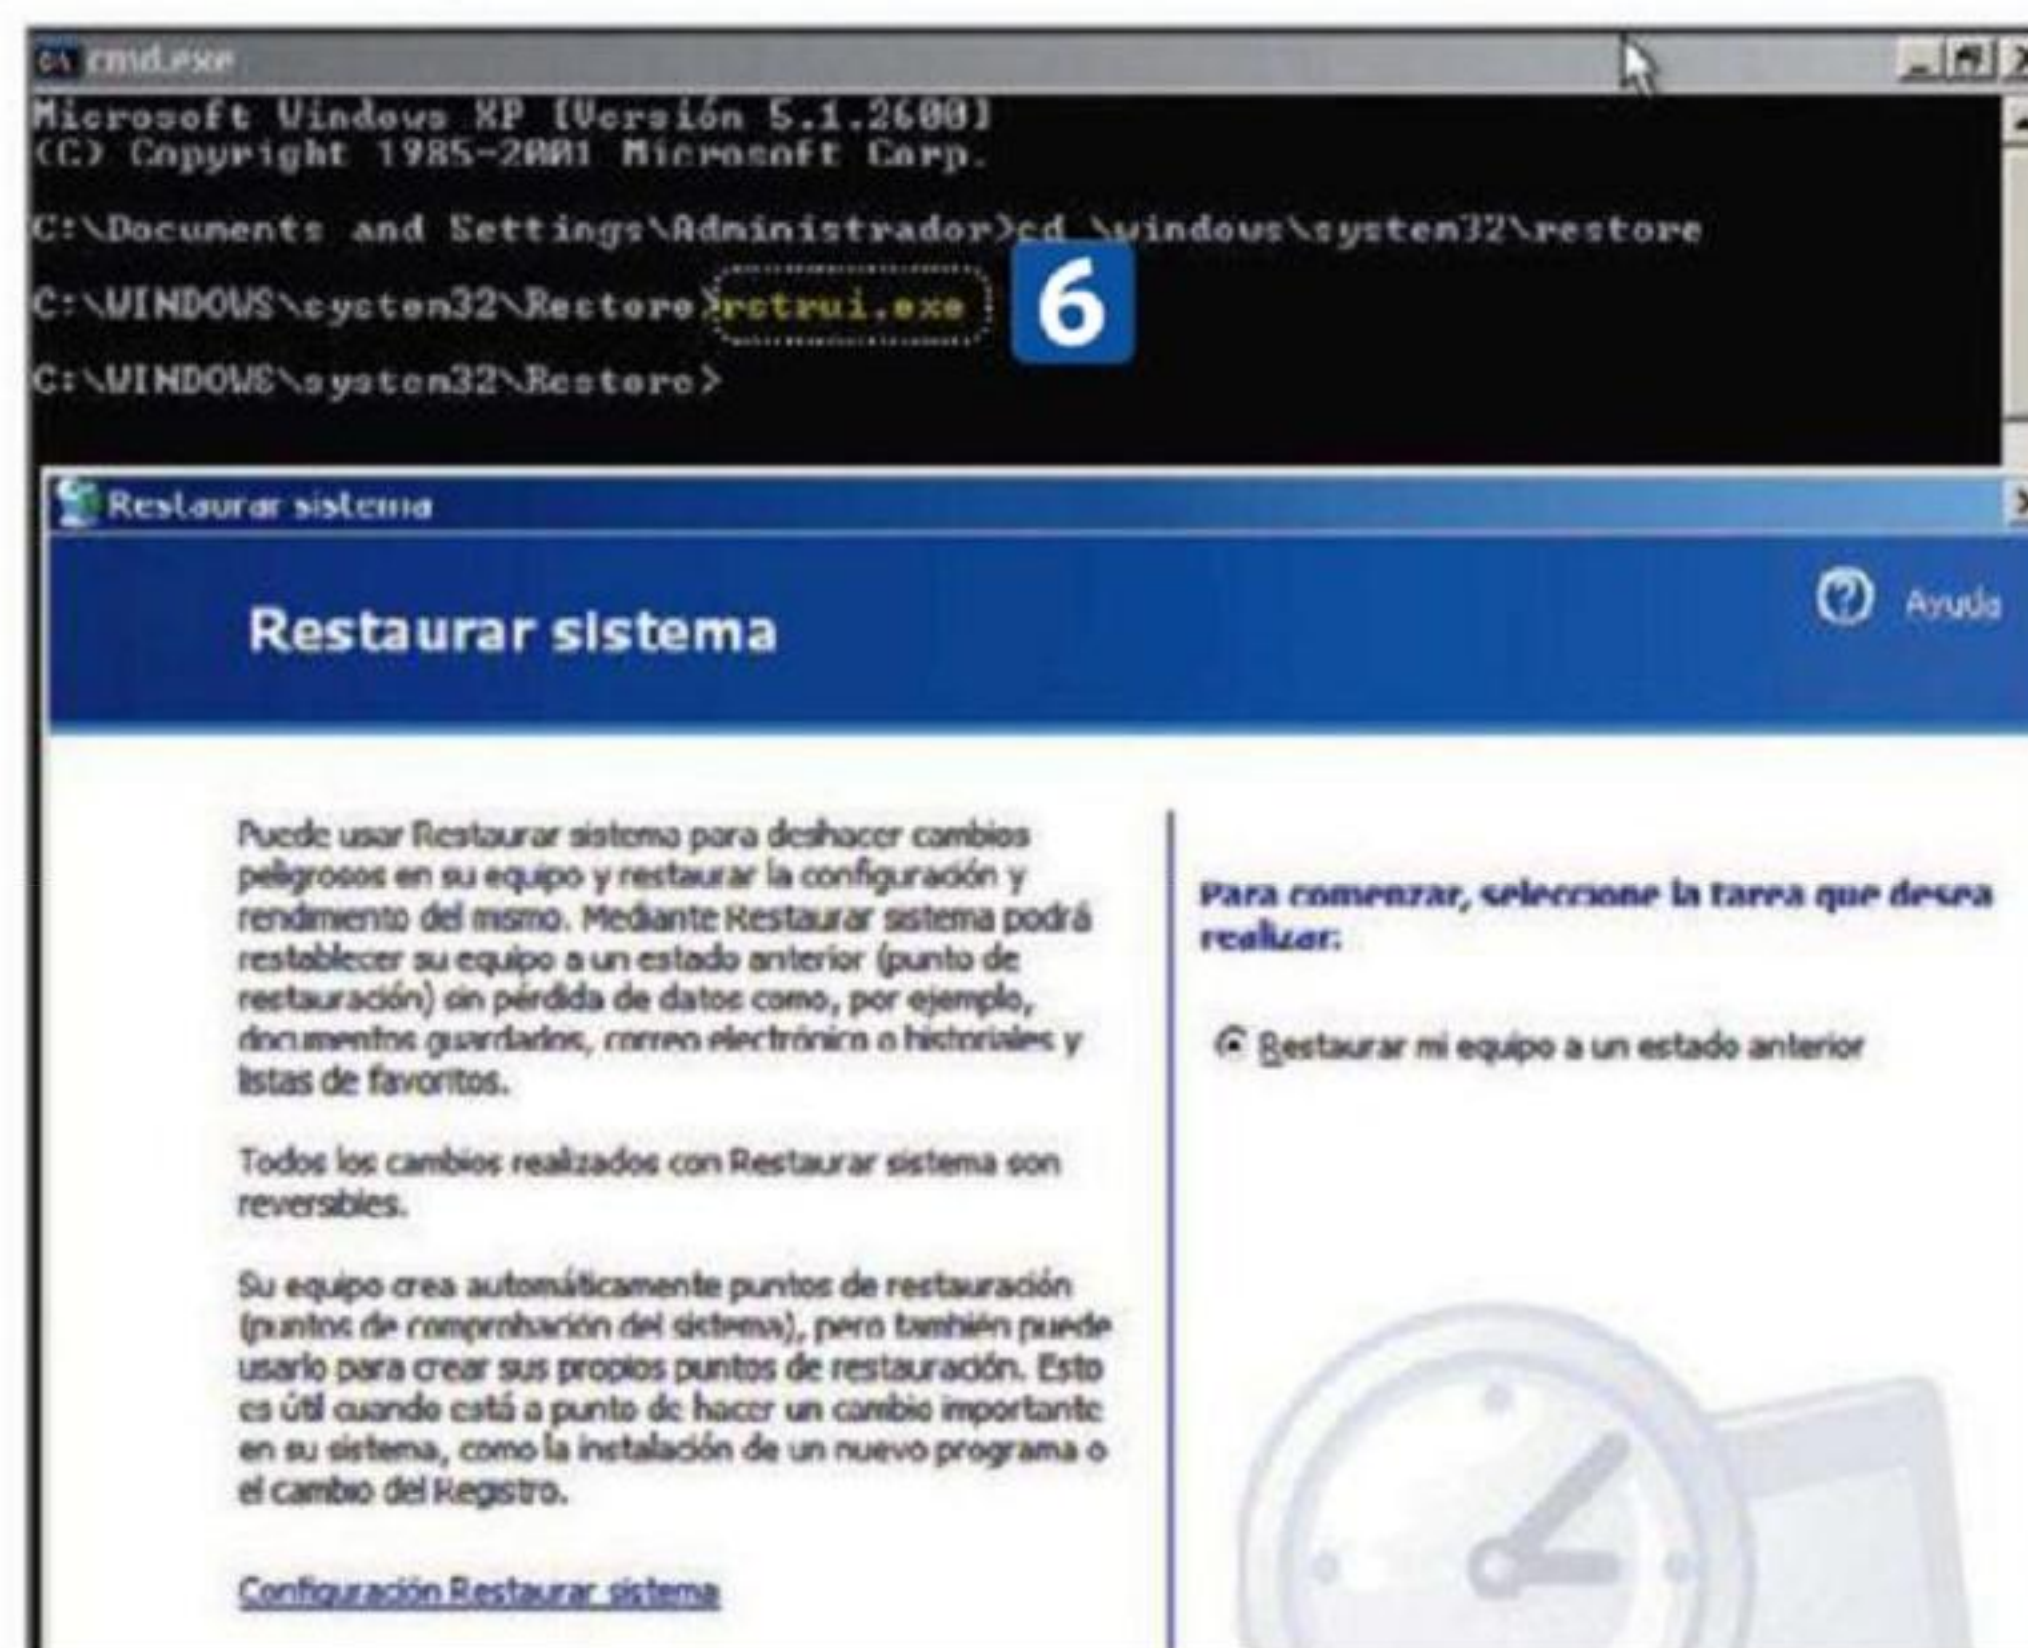 cmd.exe
Microsoft Windows XP [Versión 5.1.2600]
(C) Copyright 1985-2001 Microsoft Corp.
C:\Documents and Settings\Administrador>cd \windows\system32\restore
C:\WINDOWS\system32\Restore>rstrui.exe
6
C:\WINDOWS\system32\Restore>
Restaurar sistema
Restaurar sistema
Ayuda
Puede usar Restaurar sistema para deshacer cambios
peligrosos en su equipo y restaurar la configuración y
rendimiento del mismo. Mediante Restaurar sistema podrá
restablecer su equipo a un estado anterior (punto de
restauración) sin pérdida de datos como, por ejemplo,
documentos guardados, correo electrónico o historiales y
listas de favoritos.
Todos los cambios realizados con Restaurar sistema son
reversibles.
Su equipo crea automáticamente puntos de restauración
(puntos de comprobación del sistema), pero también puede
usarlo para crear sus propios puntos de restauración. Esto
es útil cuando está a punto de hacer un cambio importante
en su sistema, como la instalación de un nuevo programa o
el cambio del Registro.
Configuración Restaurar sistema
Para comenzar, seleccione la tarea que desea
realizar:
Restaurar mi equipo a un estado anterior